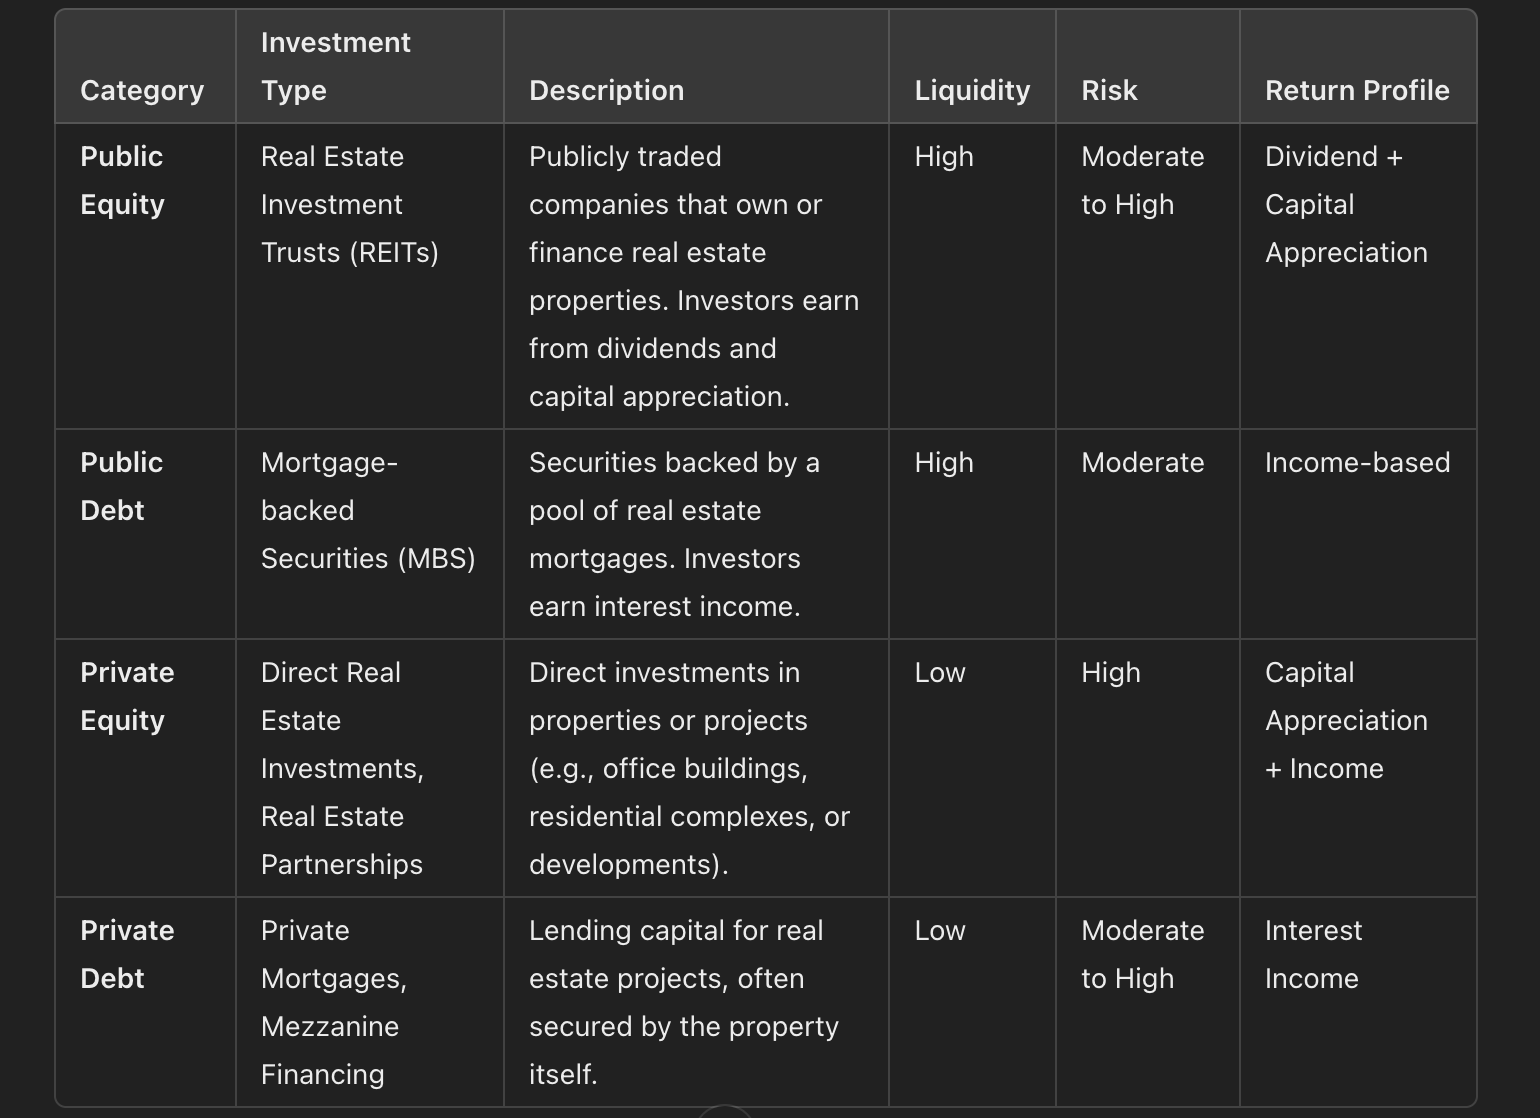 Category
Investment
Type
Description
Liquidity
Risk
Return Profile
Public
Equity
Real Estate
Investment
Trusts (REITs)
Publicly traded
companies that own or
finance real estate
properties. Investors earn
from dividends and
capital appreciation.
High
Moderate
to High
Dividend +
Capital
Appreciation
Public
Debt
Mortgage-
backed
Securities (MBS)
Securities backed by a
pool of real estate
mortgages. Investors
earn interest income.
High
Moderate
Income-based
Private
Equity
Direct Real
Estate
Investments,
Real Estate
Partnerships
Direct investments in
properties or projects
(e.g., office buildings,
residential complexes, or
developments).
Low
High
Capital
Appreciation
+ Income
Private
Debt
Private
Mortgages,
Mezzanine
Financing
Lending capital for real
estate projects, often
secured by the property
itself.
Low
Moderate
to High
Interest
Income